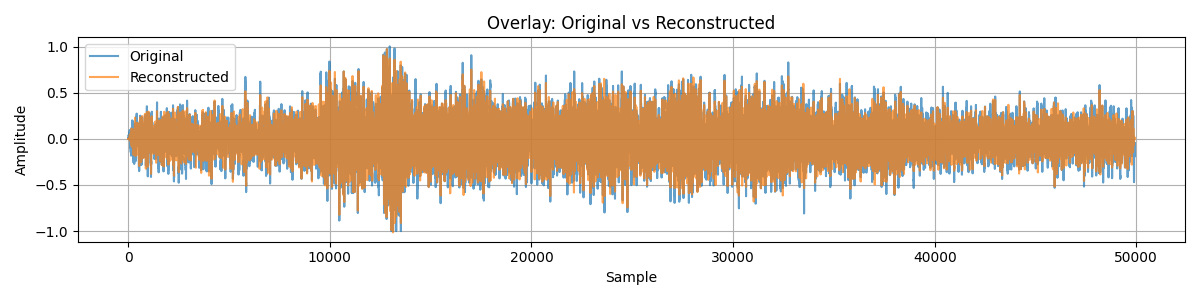 Overlay: Original vs Reconstructed
Original
Reconstructed
1.0
0.5
0.0
−0.5
−1.0
Amplitude
0 10000 20000 30000 40000 50000
Sample